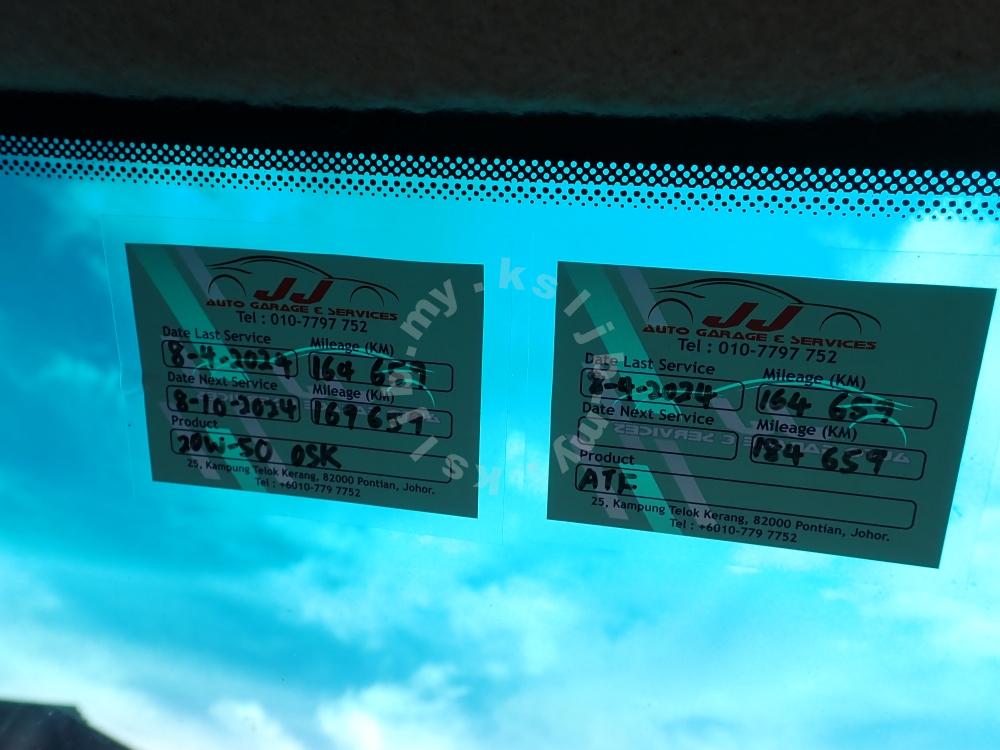 JJ
AUTO GARAGE & SERVICES
Tel : 010-7797 752
Date Last Service Mileage (KM)
8-4-2024 164 659
Date Next Service Mileage (KM)
8-10-2024 169659
Product
20W-50 OSK
25, Kampung Telok Kerang, 82000 Pontian, Johor.
Tel : +6010-779 7752
JJ
AUTO GARAGE & SERVICES
Tel : 010-7797 752
Date Last Service Mileage (KM)
8-4-2024 164 659
Date Next Service Mileage (KM)
184 659
Product
ATF
25, Kampung Telok Kerang, 82000 Pontian, Johor.
Tel : +6010-779 7752